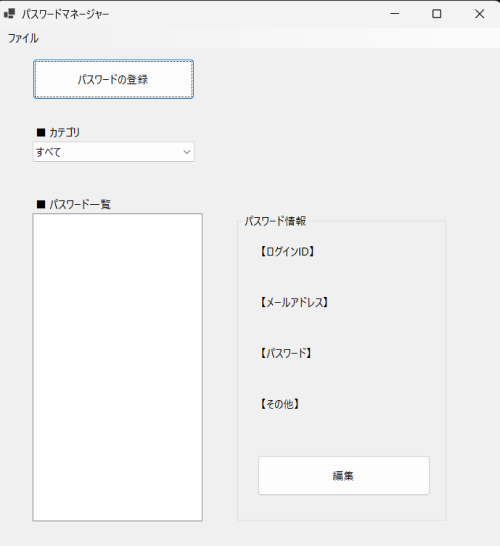 パスワードマネージャー
ファイル
パスワードの登録
■ カテゴリ
すべて
■ パスワード一覧
パスワード情報
【ログインID】
【メールアドレス】
【パスワード】
【その他】
編集